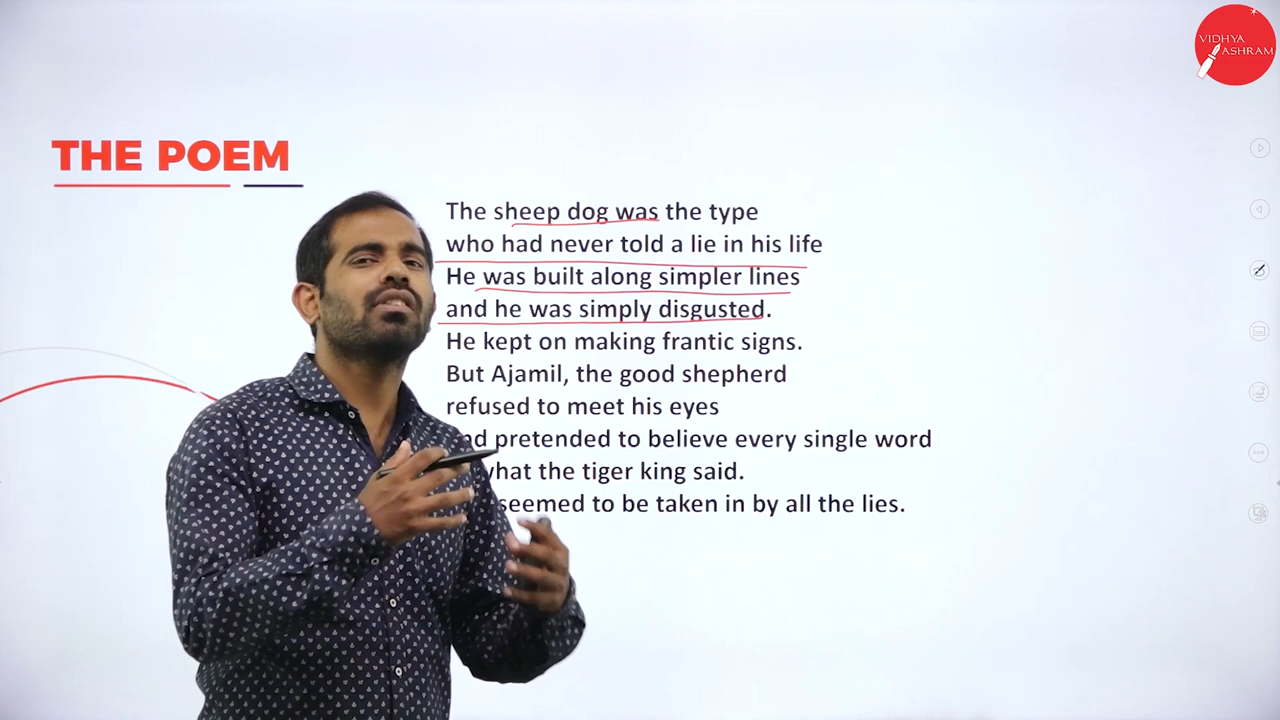 VIDHYA
ASHRAM
THE POEM
The sheep dog was the type
who had never told a lie in his life
He was built along simpler lines
and he was simply disgusted.
He kept on making frantic signs.
But Ajamil, the good shepherd
refused to meet his eyes
pretended to believe every single word
the tiger king said.
seemed to be taken in by all the lies.